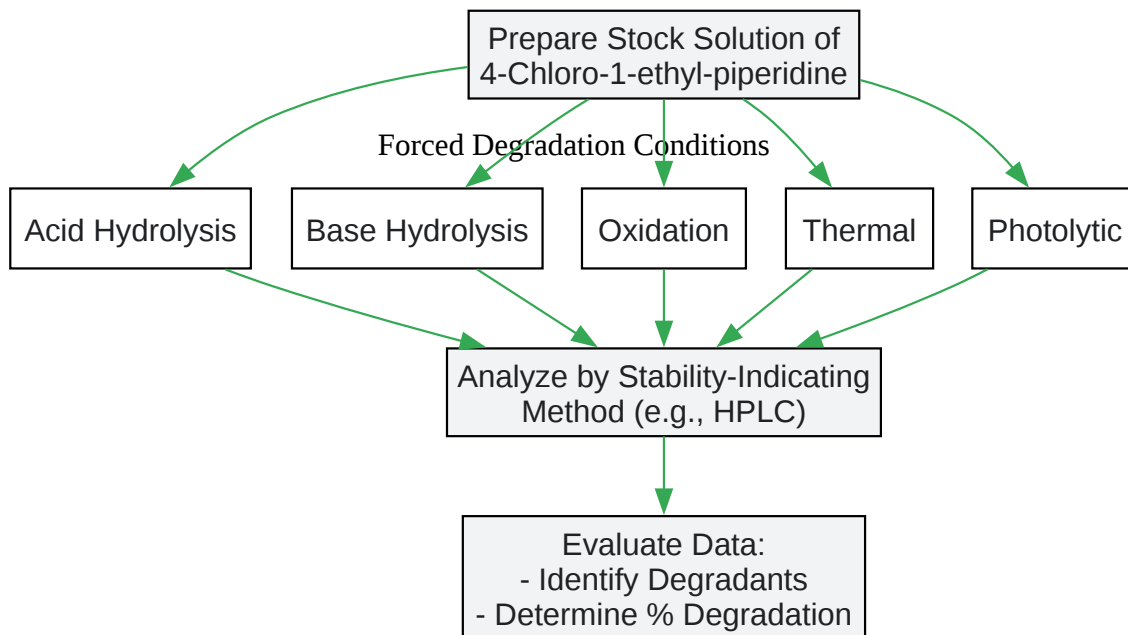 Prepare Stock Solution of
4-Chloro-1-ethyl-piperidine
Forced Degradation Conditions
Acid Hydrolysis
Base Hydrolysis
Oxidation
Thermal
Photolytic
Analyze by Stability-Indicating
Method (e.g., HPLC)
Evaluate Data:
- Identify Degradants
- Determine % Degradation